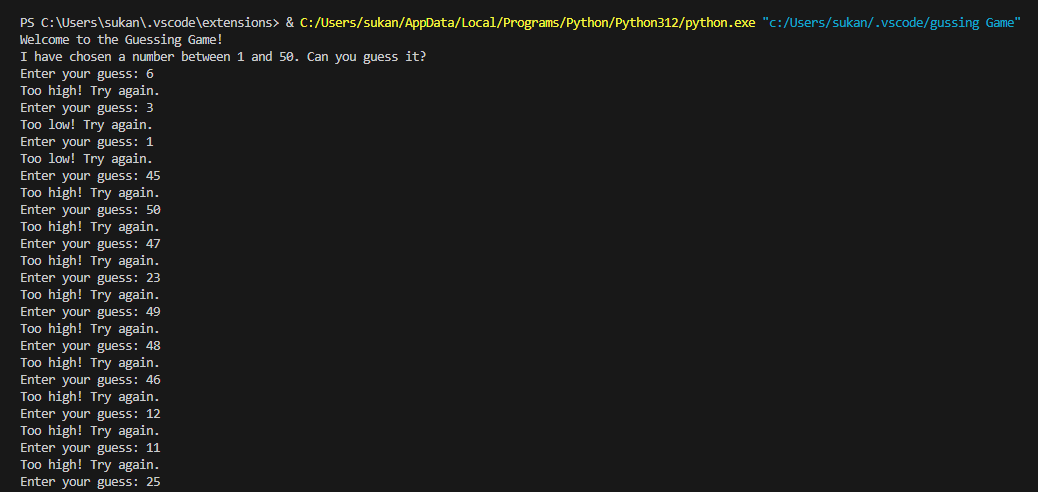 PS C:\Users\sukan\.vscode\extensions> & C:/Users/sukan/AppData/Local/Programs/Python/Python312/python.exe "c:/Users/sukan/.vscode/gussing Game"
Welcome to the Guessing Game!
I have chosen a number between 1 and 50. Can you guess it?
Enter your guess: 6
Too high! Try again.
Enter your guess: 3
Too low! Try again.
Enter your guess: 1
Too low! Try again.
Enter your guess: 45
Too high! Try again.
Enter your guess: 50
Too high! Try again.
Enter your guess: 47
Too high! Try again.
Enter your guess: 23
Too high! Try again.
Enter your guess: 49
Too high! Try again.
Enter your guess: 48
Too high! Try again.
Enter your guess: 46
Too high! Try again.
Enter your guess: 12
Too high! Try again.
Enter your guess: 11
Too high! Try again.
Enter your guess: 25